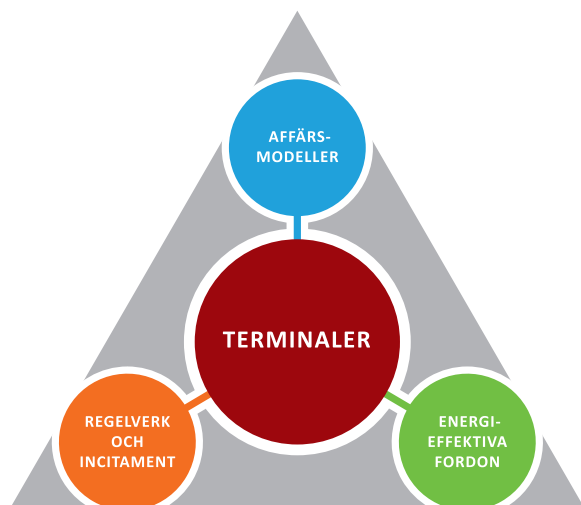 AFFÄRS-
MODELLER
TERMINALER
REGELVERK
OCH
INCITAMENT
ENERGI-
EFFEKTIVA
FORDON